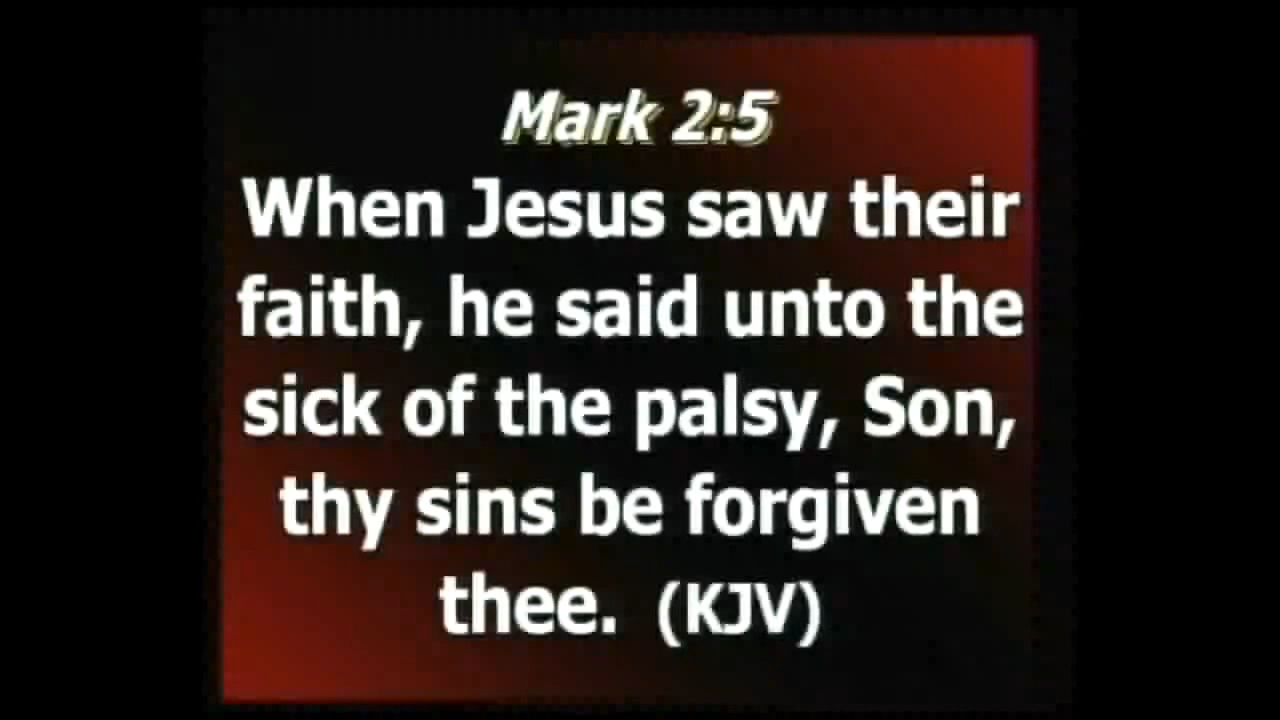 Mark 2:5
When Jesus saw their
faith, he said unto the
sick of the palsy, Son,
thy sins be forgiven
thee. (KJV)